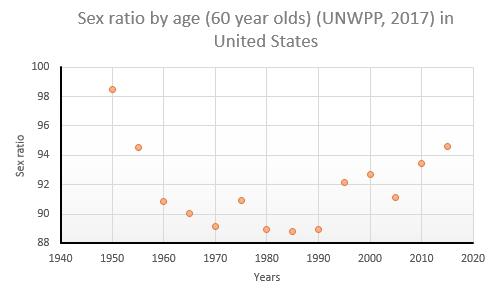 Sex ratio by age (60 year olds) (UNWPP, 2017) in
United States
100
98
96
94
92
90
88
Sex ratio
1940 1950 1960 1970 1980 1990 2000 2010 2020
Years